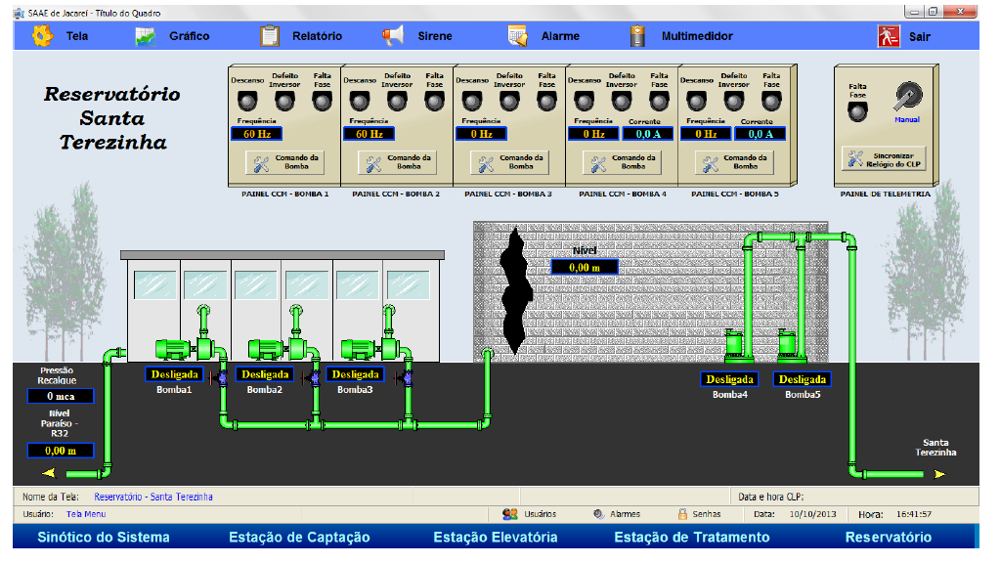 SAAE de Jacareí - Título do Quadro
Tela
Gráfico
Relatório
Sirene
Alarme
Multimedidor
Sair
Reservatório
Santa
Terezinha
Descanso Defeito Inversor Falta Fase
Frequência
60 Hz
Comando da
Bomba
PAINEL CCM - BOMBA 1
Descanso Defeito Inversor Falta Fase
Frequência
60 Hz
Comando da
Bomba
PAINEL CCM - BOMBA 2
Descanso Defeito Inversor Falta Fase
Frequência
0 Hz
Comando da
Bomba
PAINEL CCM - BOMBA 3
Descanso Defeito Inversor Falta Fase
Frequência Corrente
0 Hz 0,0 A
Comando da
Bomba
PAINEL CCM - BOMBA 4
Descanso Defeito Inversor Falta Fase
Frequência Corrente
0 Hz 0,0 A
Comando da
Bomba
PAINEL CCM - BOMBA 5
Falta
Fase
Manual
Sincronizar
Relógio do CLP
PAINEL DE TELEMETRIA
Nível
0,00 m
Desligada
Bomba1
Desligada
Bomba2
Desligada
Bomba3
Desligada
Bomba4
Desligada
Bomba5
Pressão
Recalque
0 mca
Nível
Paraíso -
R32
0,00 m
Santa
Terezinha
Nome da Tela: Reservatório - Santa Terezinha
Data e hora CLP:
Usuário: Tela Menu
Usuários
Alarmes
Senhas
Data: 10/10/2013
Hora: 16:41:57
Sinótico do Sistema
Estação de Captação
Estação Elevatória
Estação de Tratamento
Reservatório